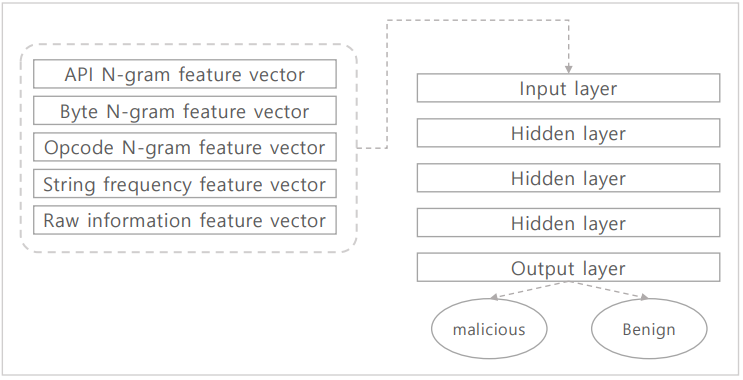 API N-gram feature vector
Byte N-gram feature vector
Opcode N-gram feature vector
String frequency feature vector
Raw information feature vector
Input layer
Hidden layer
Hidden layer
Hidden layer
Output layer
malicious
Benign